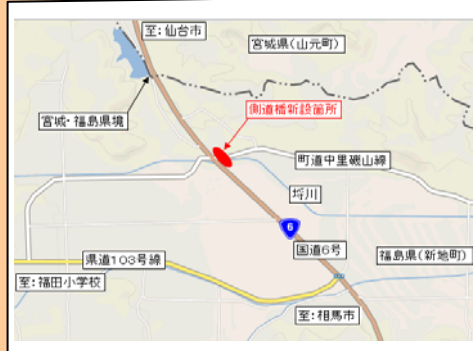 至:仙台市
宮城県(山元町)
側道橋新設箇所
宮城・福島県境
町道中里磯山線
埓川
6
国道6号
福島県(新地町)
県道103号線
至:福田小学校
至:相馬市